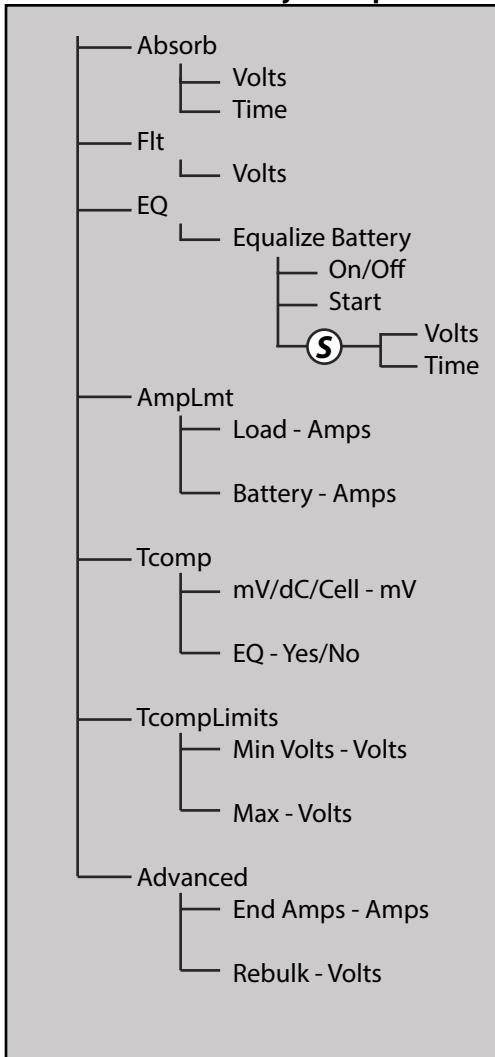 Absorb
Volts
Time
Flt
Volts
EQ
Equalize Battery
On/Off
Start
S
Volts
Time
AmpLmt
Load - Amps
Battery - Amps
Tcomp
mV/dC/Cell - mV
EQ - Yes/No
TcompLimits
Min Volts - Volts
Max - Volts
Advanced
End Amps - Amps
Rebulk - Volts